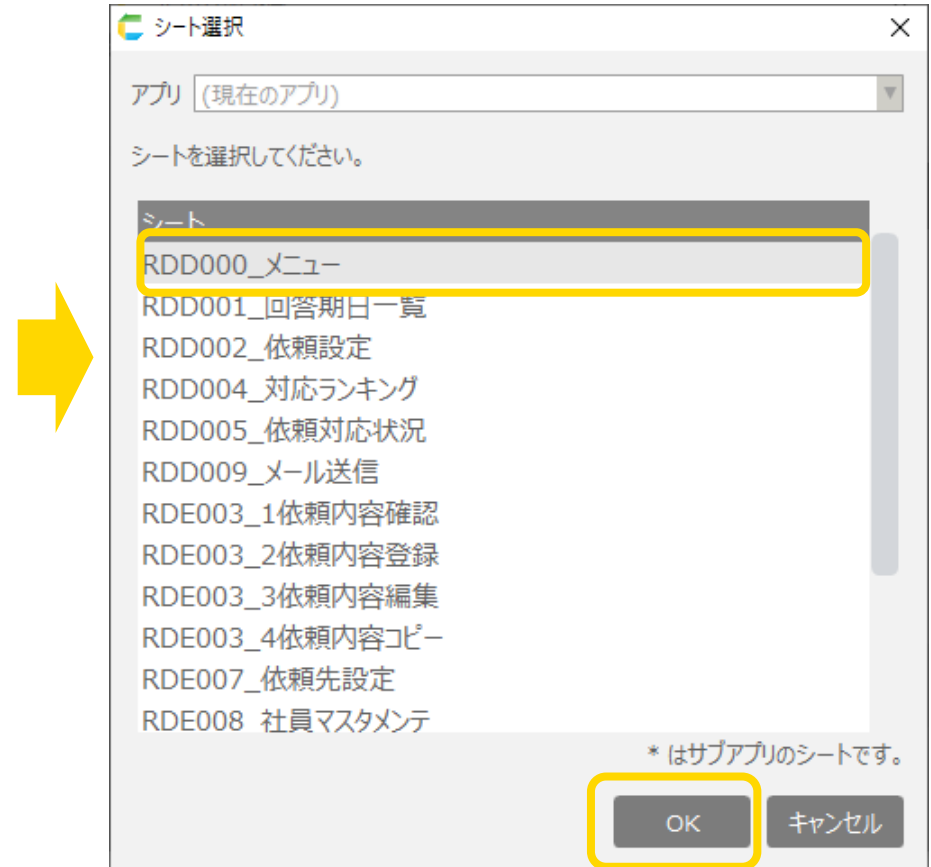 シート選択
アプリ (現在のアプリ)
シートを選択してください。
シート
RDD000_メニュー
RDD001_回答期日一覧
RDD002_依頼設定
RDD004_対応ランキング
RDD005_依頼対応状況
RDD009_メール送信
RDE003_1依頼内容確認
RDE003_2依頼内容登録
RDE003_3依頼内容編集
RDE003_4依頼内容コピー
RDE007_依頼先設定
RDE008_社員マスタメンテ
* はサブアプリのシートです。
OK キャンセル